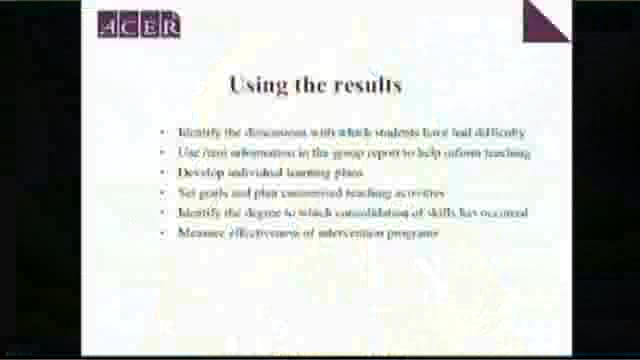 ACER
Using the results
• Identify the dimensions with which students have had difficulty
• Use item information in the group report to help inform teaching
• Develop individual learning plans
• Set goals and plan customised teaching activities
• Identify the degree to which consolidation of skills has occurred
• Measure effectiveness of intervention programs